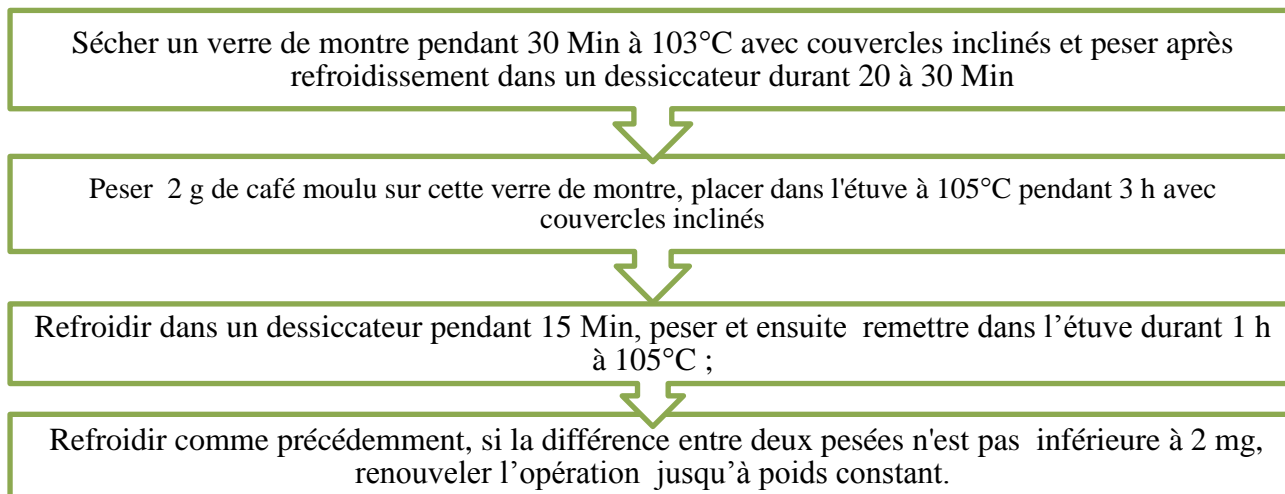 Sécher un verre de montre pendant 30 Min à 103°C avec couvercles inclinés et peser après
refroidissement dans un dessiccateur durant 20 à 30 Min
Peser 2 g de café moulu sur cette verre de montre, placer dans l'étuve à 105°C pendant 3 h avec
couvercles inclinés
Refroidir dans un dessiccateur pendant 15 Min, peser et ensuite remettre dans l’étuve durant 1 h
à 105°C ;
Refroidir comme précédemment, si la différence entre deux pesées n'est pas inférieure à 2 mg,
renouveler l’opération jusqu’à poids constant.